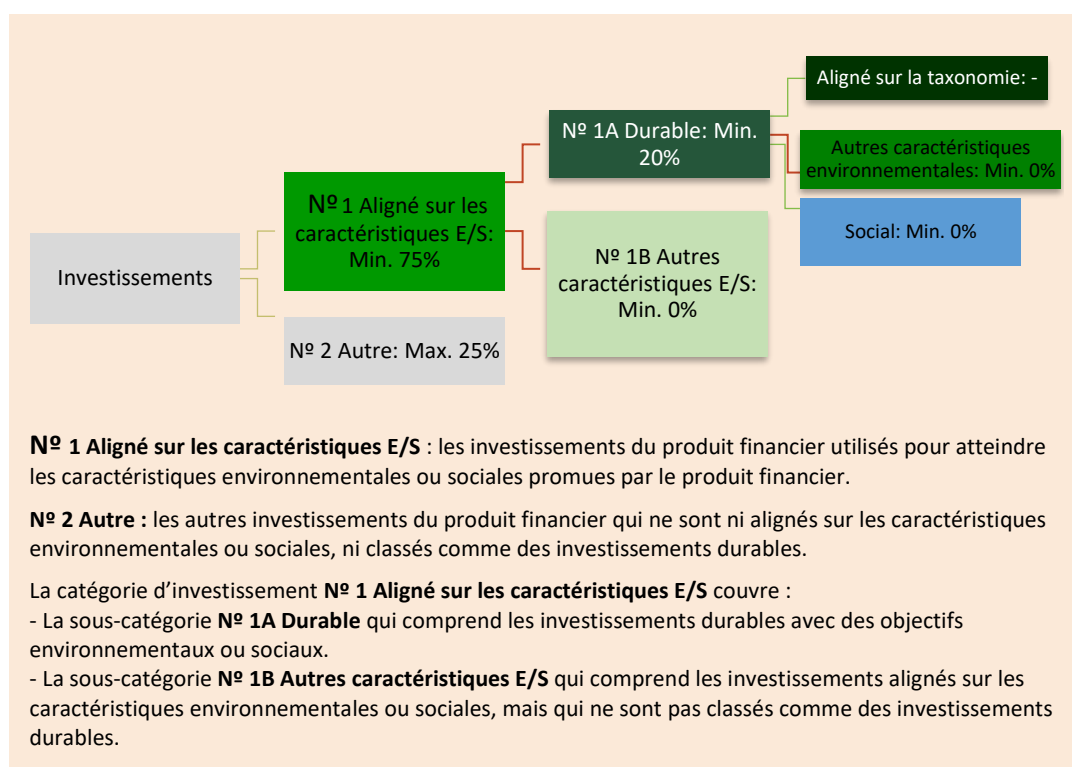 Aligné sur la taxonomie: -
Nº 1A Durable: Min.
20%
Autres caractéristiques
environnementales: Min. 0%
Nº 1 Aligné sur les
caractéristiques E/S:
Min. 75%
Social: Min. 0%
Investissements
Nº 1B Autres
caractéristiques E/S:
Min. 0%
Nº 2 Autre: Max. 25%
Nº 1 Aligné sur les caractéristiques E/S : les investissements du produit financier utilisés pour atteindre
les caractéristiques environnementales ou sociales promues par le produit financier.
Nº 2 Autre : les autres investissements du produit financier qui ne sont ni alignés sur les caractéristiques
environnementales ou sociales, ni classés comme des investissements durables.
La catégorie d’investissement Nº 1 Aligné sur les caractéristiques E/S couvre :
- La sous-catégorie Nº 1A Durable qui comprend les investissements durables avec des objectifs
environnementaux ou sociaux.
- La sous-catégorie Nº 1B Autres caractéristiques E/S qui comprend les investissements alignés sur les
caractéristiques environnementales ou sociales, mais qui ne sont pas classés comme des investissements
durables.